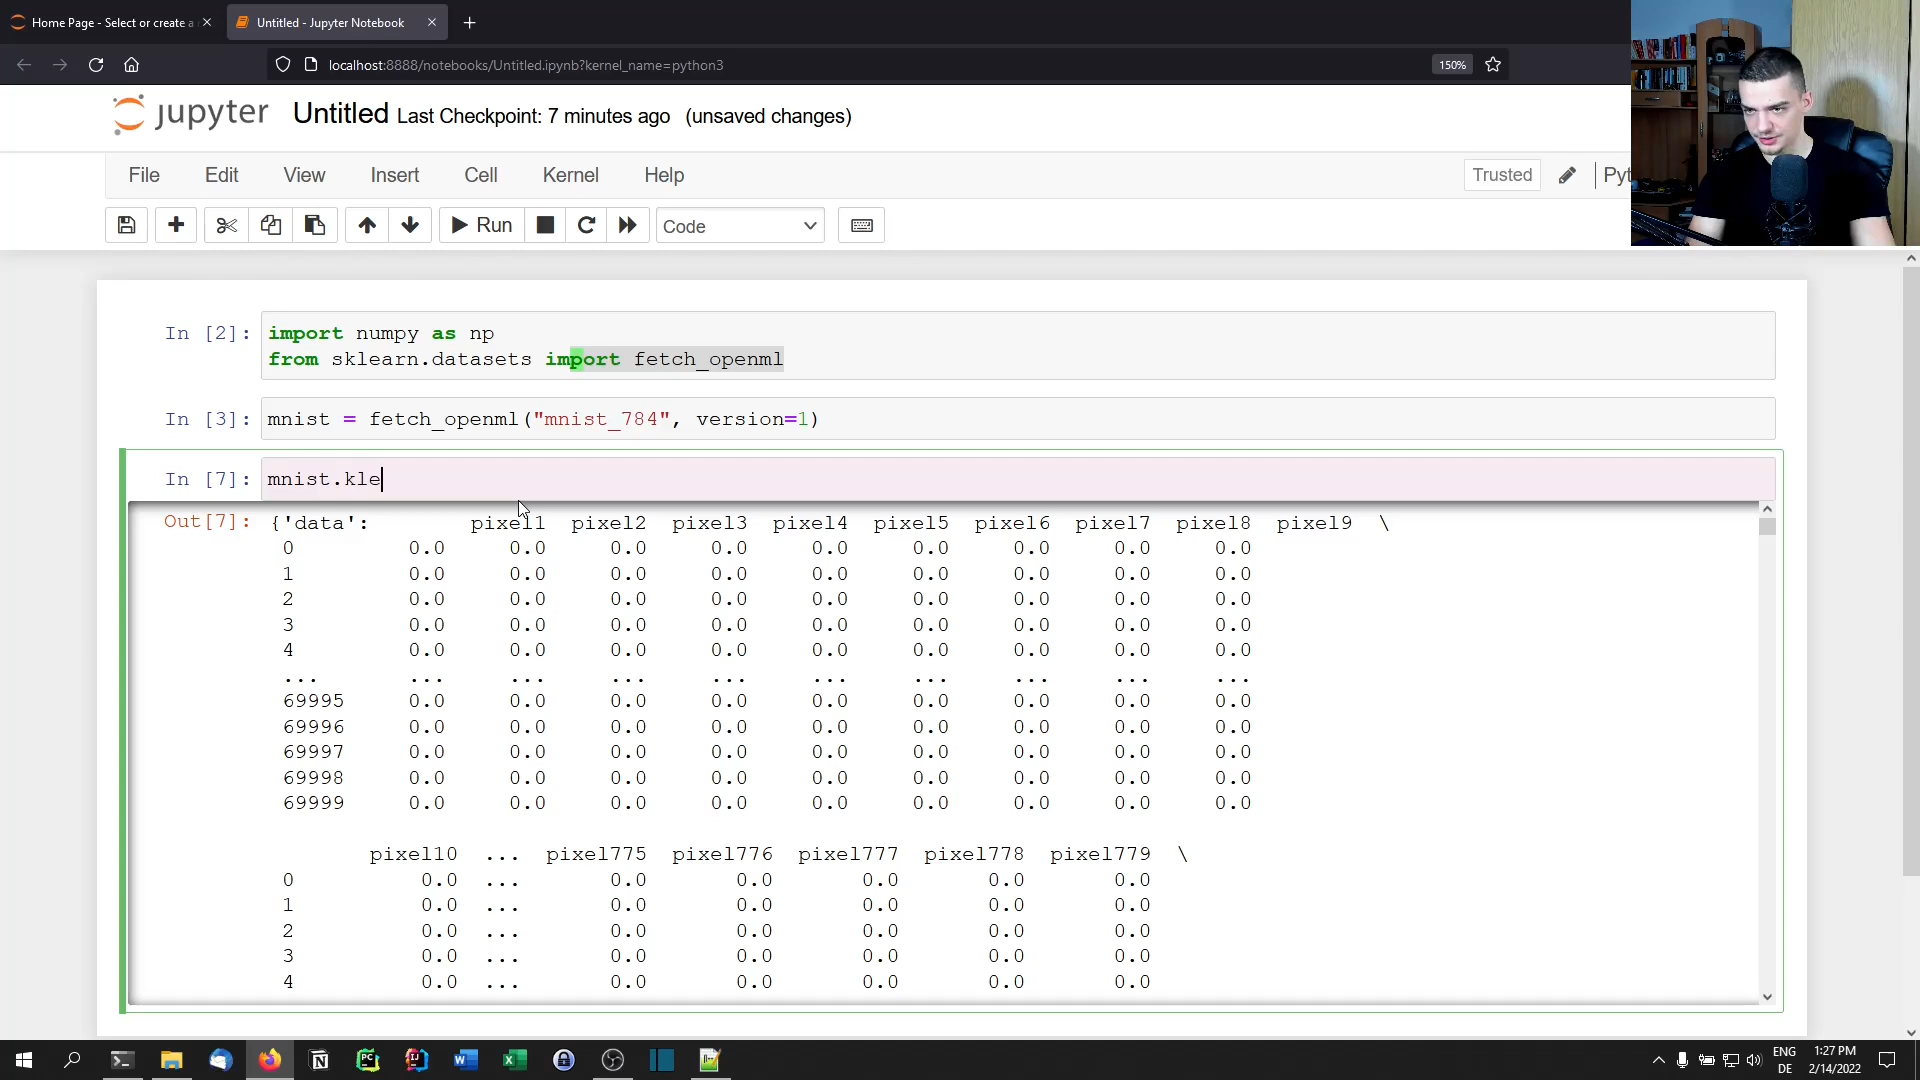 Home Page - Select or create a
Untitled - Jupyter Notebook
localhost:8888/notebooks/Untitled.ipynb?kernel_name=python3
150%
jupyter Untitled Last Checkpoint: 7 minutes ago (unsaved changes)
File Edit View Insert Cell Kernel Help Trusted Pyt
Run Code
In [2]: import numpy as np
from sklearn.datasets import fetch_openml
In [3]: mnist = fetch_openml("mnist_784", version=1)
In [7]: mnist.kle
Out[7]: {'data': pixel1 pixel2 pixel3 pixel4 pixel5 pixel6 pixel7 pixel8 pixel9 \
0 0.0 0.0 0.0 0.0 0.0 0.0 0.0 0.0 0.0
1 0.0 0.0 0.0 0.0 0.0 0.0 0.0 0.0 0.0
2 0.0 0.0 0.0 0.0 0.0 0.0 0.0 0.0 0.0
3 0.0 0.0 0.0 0.0 0.0 0.0 0.0 0.0 0.0
4 0.0 0.0 0.0 0.0 0.0 0.0 0.0 0.0 0.0
... ... ... ... ... ... ... ... ... ...
69995 0.0 0.0 0.0 0.0 0.0 0.0 0.0 0.0 0.0
69996 0.0 0.0 0.0 0.0 0.0 0.0 0.0 0.0 0.0
69997 0.0 0.0 0.0 0.0 0.0 0.0 0.0 0.0 0.0
69998 0.0 0.0 0.0 0.0 0.0 0.0 0.0 0.0 0.0
69999 0.0 0.0 0.0 0.0 0.0 0.0 0.0 0.0 0.0
pixel10 ... pixel775 pixel776 pixel777 pixel778 pixel779 \
0 0.0 ... 0.0 0.0 0.0 0.0 0.0
1 0.0 ... 0.0 0.0 0.0 0.0 0.0
2 0.0 ... 0.0 0.0 0.0 0.0 0.0
3 0.0 ... 0.0 0.0 0.0 0.0 0.0
4 0.0 ... 0.0 0.0 0.0 0.0 0.0
ENG 1:27 PM
DE 2/14/2022